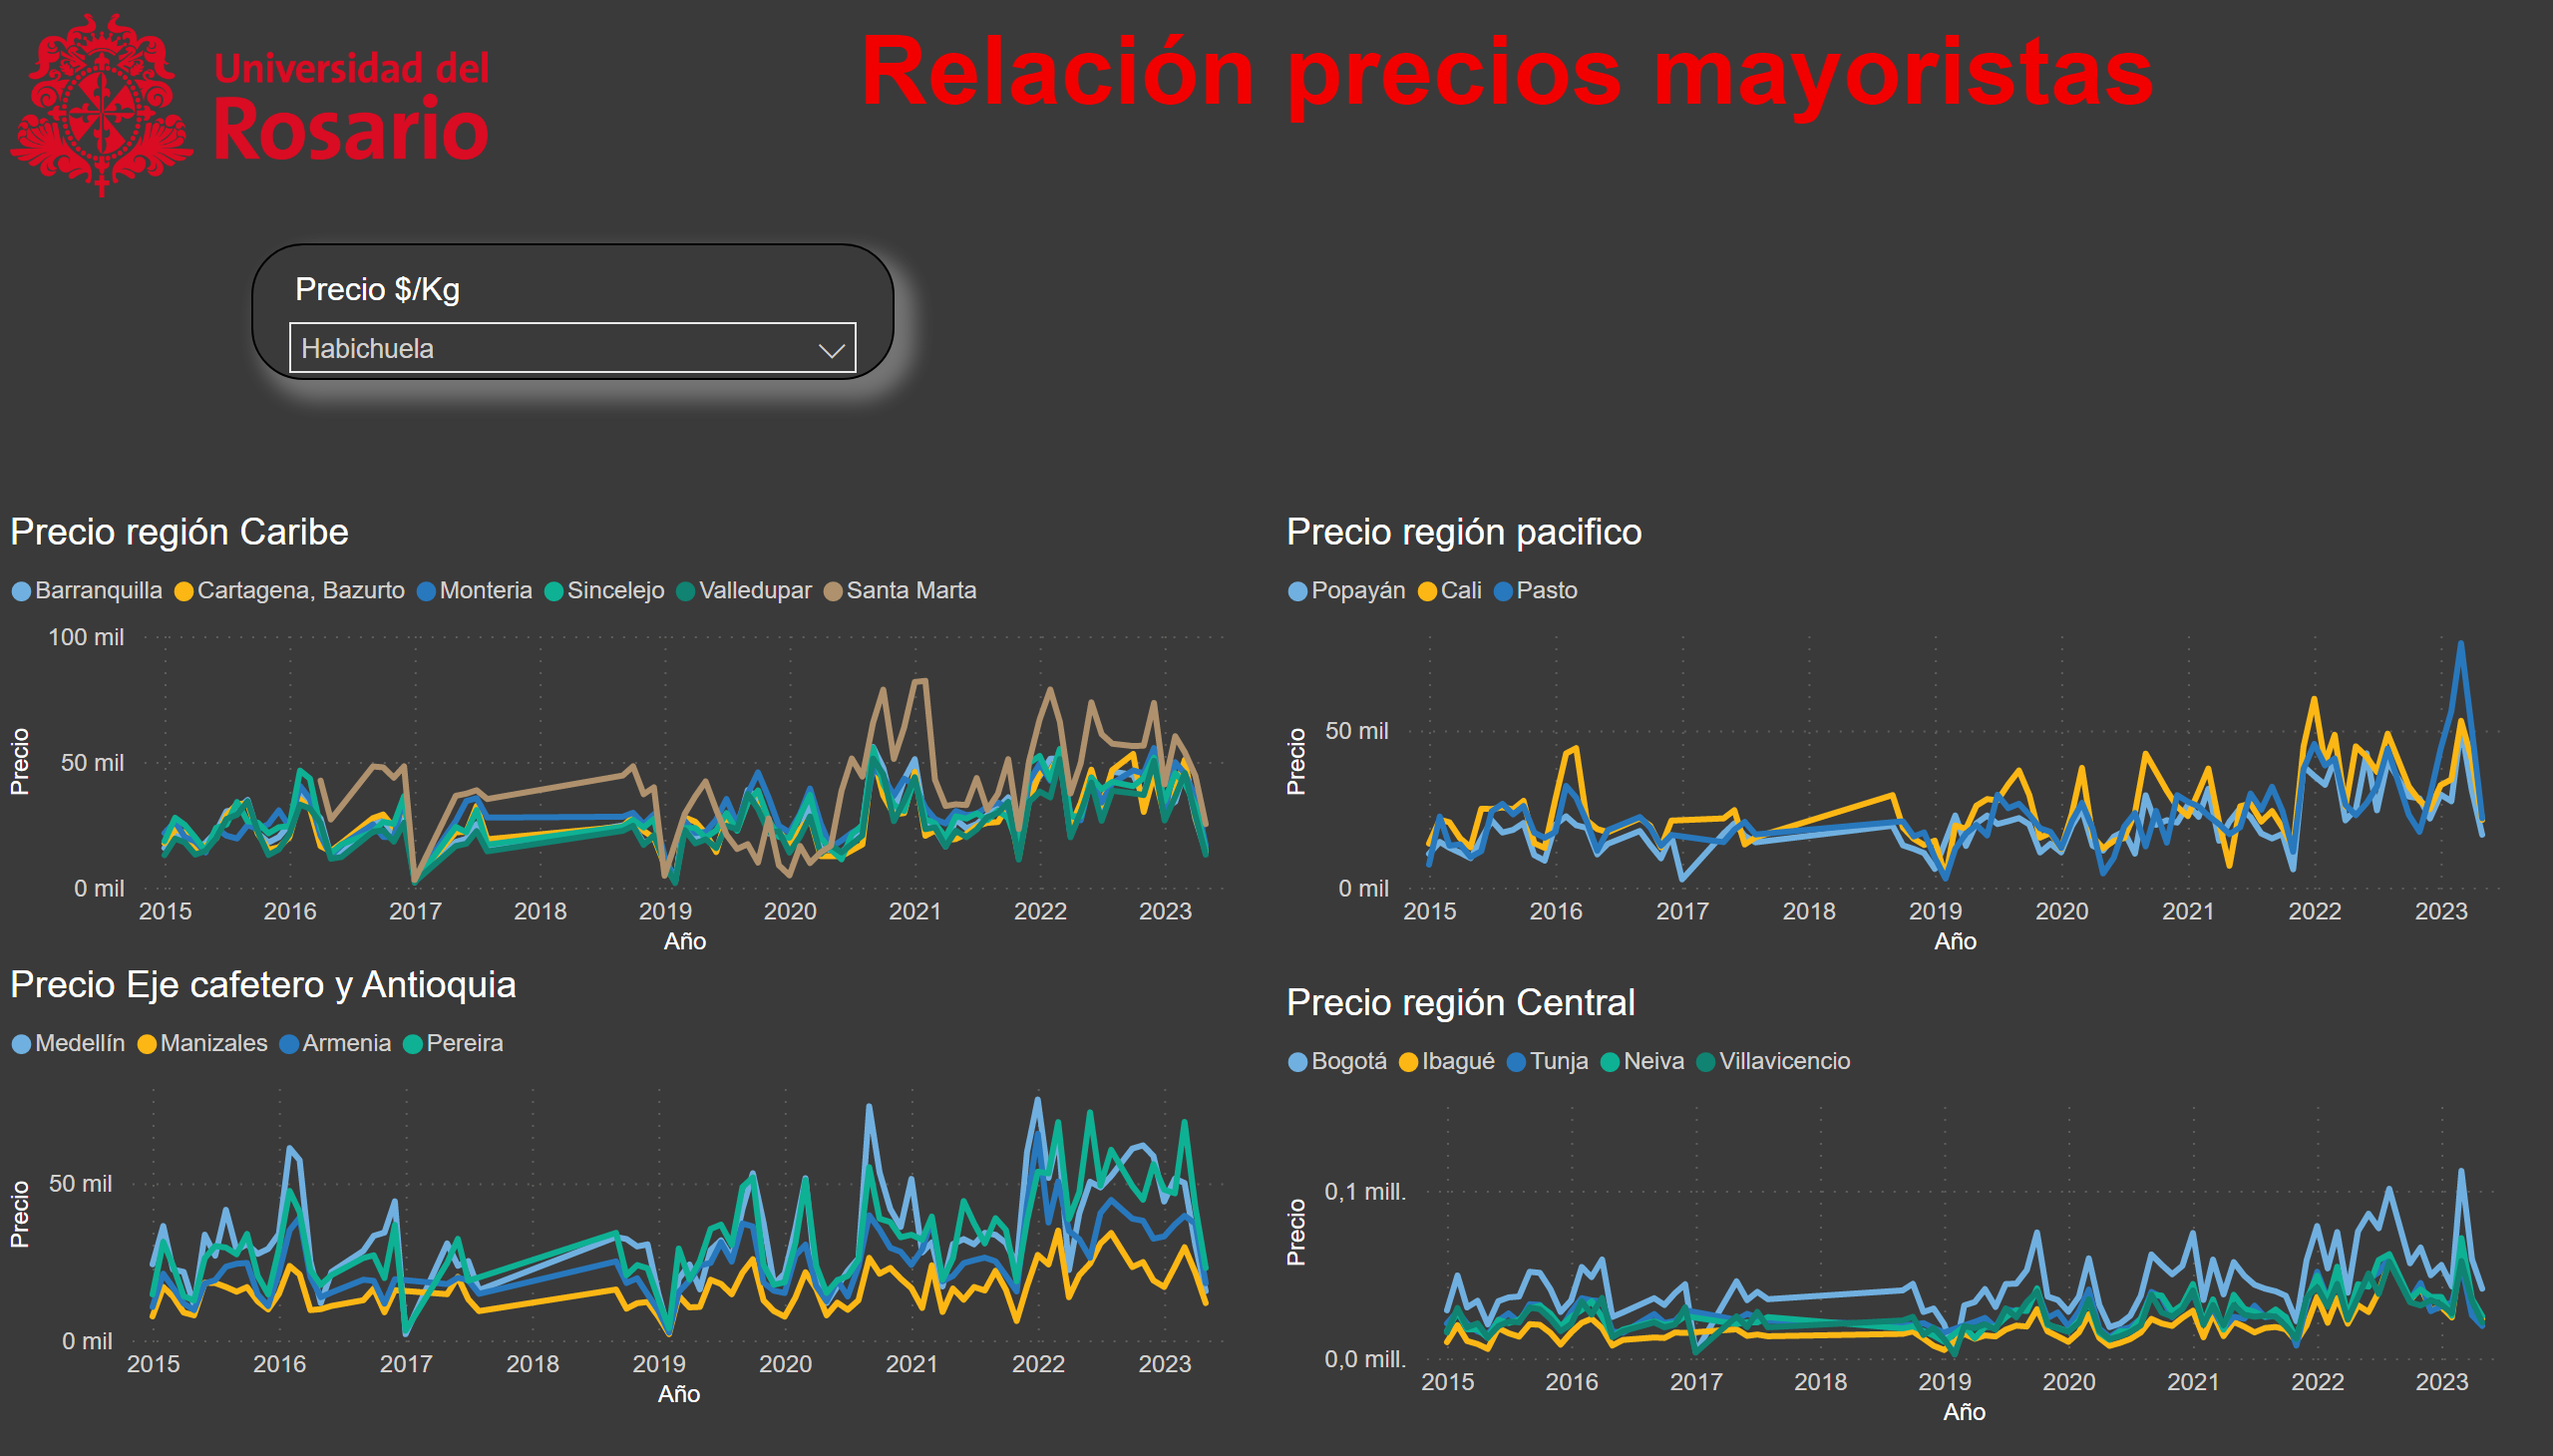 Universidad del
Rosario
Relación precios mayoristas
Precio $/Kg
Habichuela
Precio región Caribe
Barranquilla Cartagena, Bazurto Monteria Sincelejo Valledupar Santa Marta
100 mil
50 mil
0 mil
Precio
2015 2016 2017 2018 2019 2020 2021 2022 2023
Año
Precio región pacifico
Popayán Cali Pasto
50 mil
0 mil
Precio
2015 2016 2017 2018 2019 2020 2021 2022 2023
Año
Precio Eje cafetero y Antioquia
Medellín Manizales Armenia Pereira
50 mil
0 mil
Precio
2015 2016 2017 2018 2019 2020 2021 2022 2023
Año
Precio región Central
Bogotá Ibagué Tunja Neiva Villavicencio
0,1 mill.
0,0 mill.
Precio
2015 2016 2017 2018 2019 2020 2021 2022 2023
Año